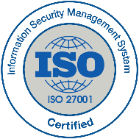 Information Security Management System
ISO
ISO 27001
Certified